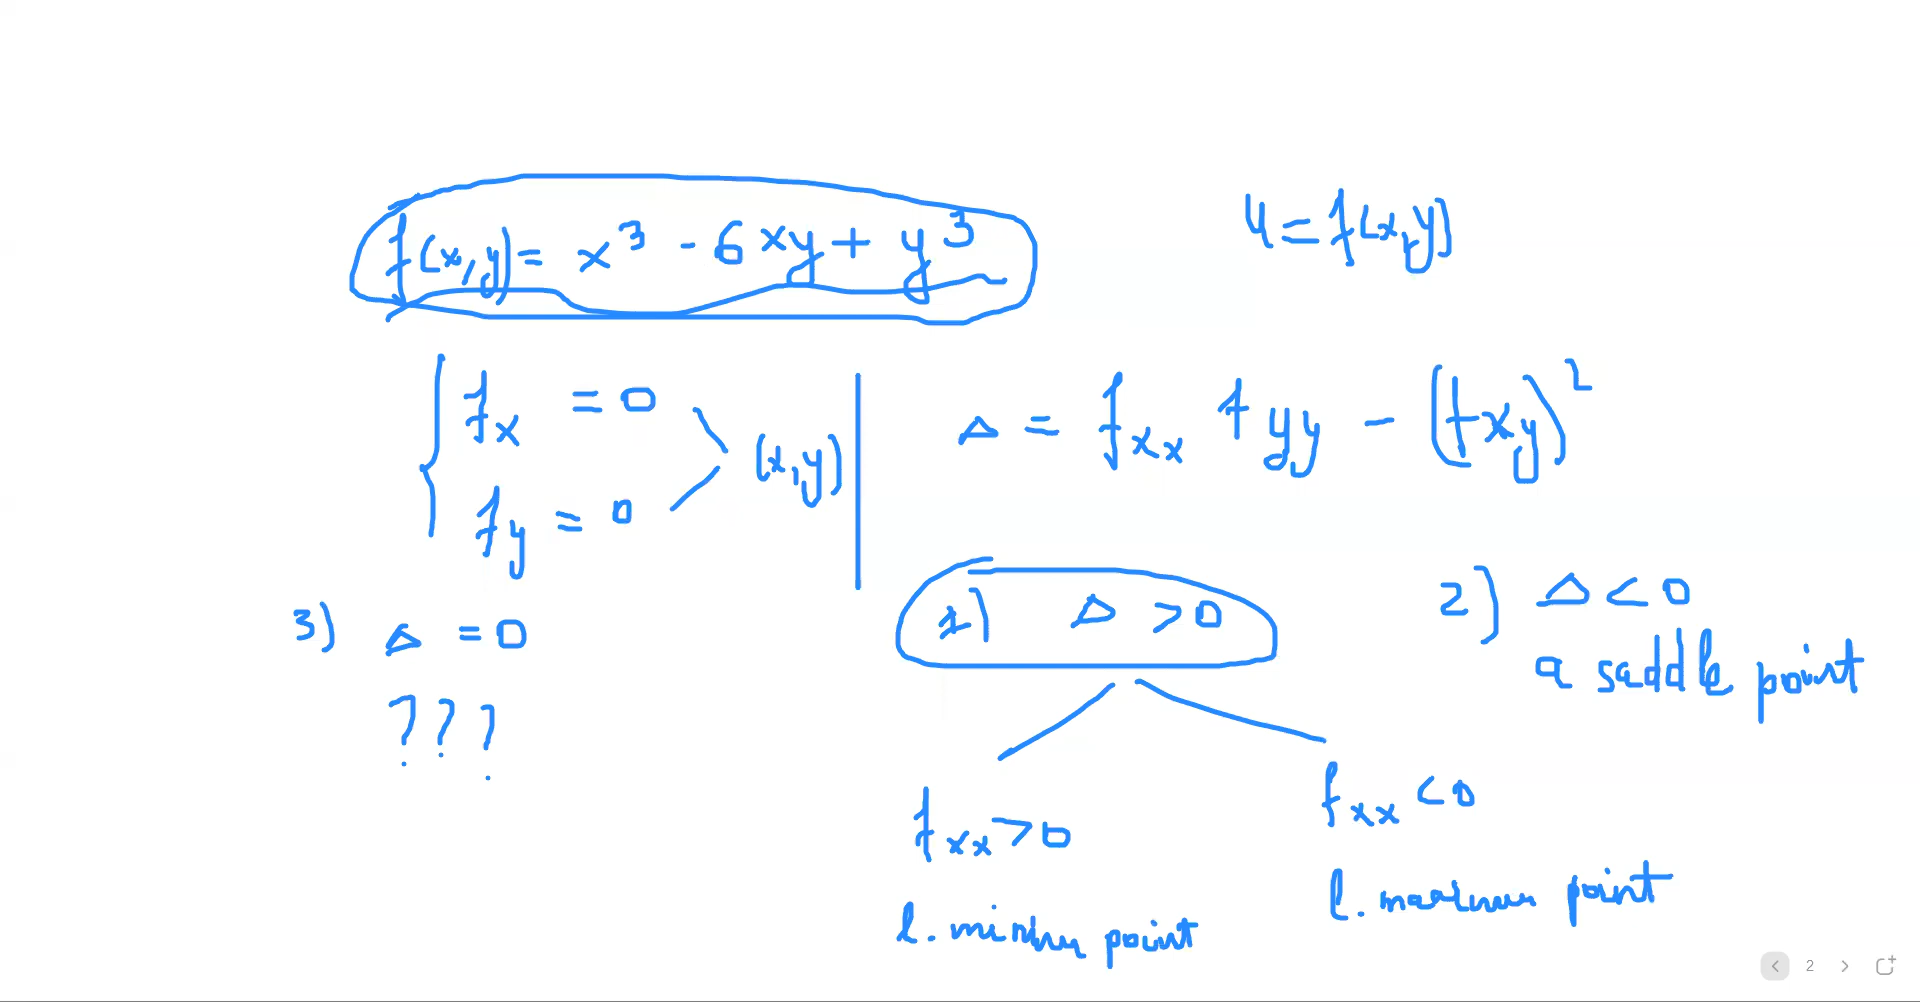 f(x,y) = x³ - 6xy + y³
u = f(x,y)
fx = 0
fy = 0
(x,y)
Δ = fxx fyy - (fxy)²
1) Δ > 0
2) Δ < 0
a saddle point
3) Δ = 0
???
fxx > 0
l. minimum point
fxx < 0
l. maximum point
2